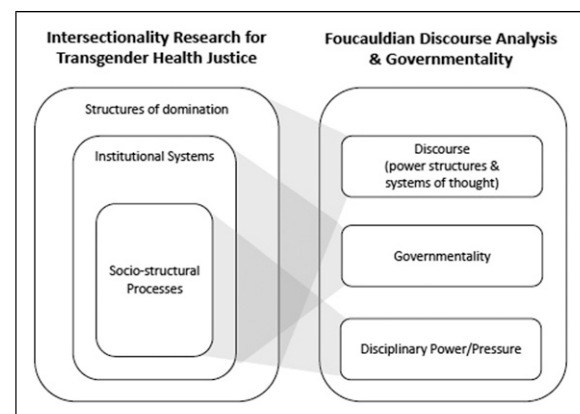 Intersectionality Research for
Transgender Health Justice
Structures of domination
Institutional Systems
Socio-structural
Processes
Foucauldian Discourse Analysis
& Governmentality
Discourse
(power structures &
systems of thought)
Governmentality
Disciplinary Power/Pressure